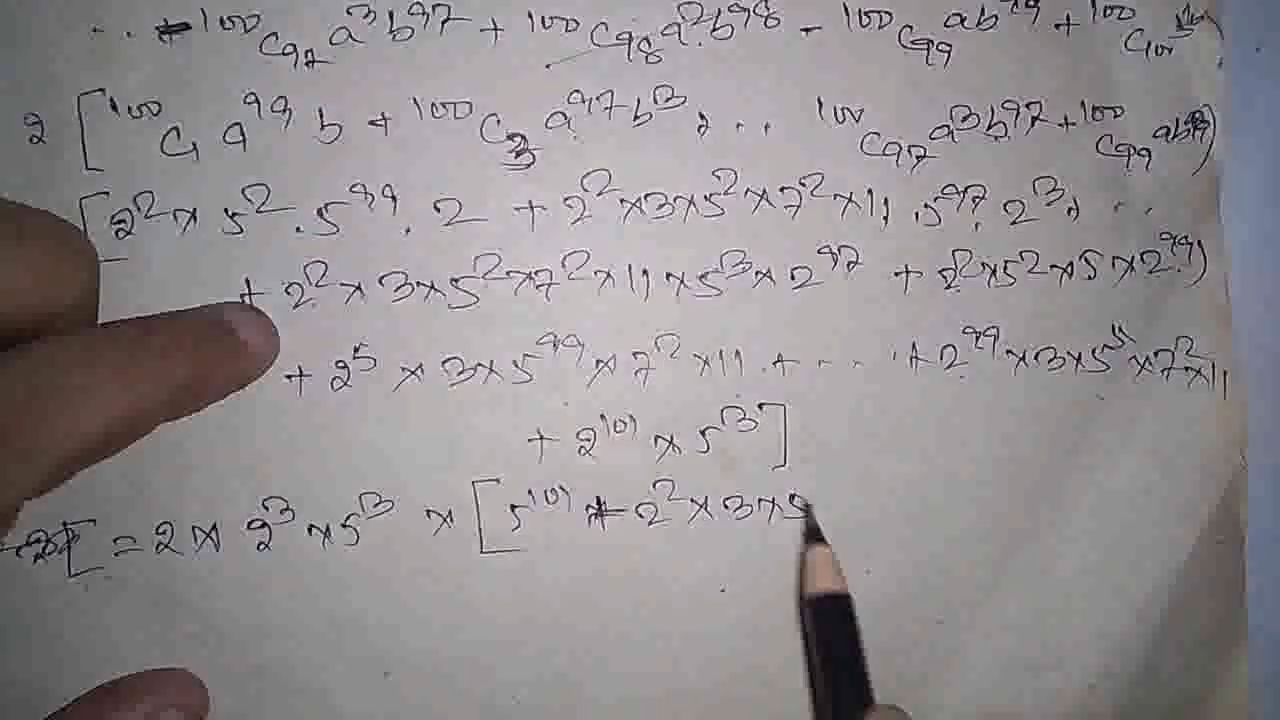 ... + ¹⁰⁰C₉₇ a³b⁹⁷ + ¹⁰⁰C₉₈ a²b⁹⁸ - ¹⁰⁰C₉₉ ab⁹⁹ + ¹⁰⁰C₁₀₀
2 [ ¹⁰⁰C₁ a⁹⁹ b + ¹⁰⁰C₃ a⁹⁷b³, ... ¹⁰⁰C₉₇ a³b⁹⁷ + ¹⁰⁰C₉₉ ab⁹⁹ )
[ 2² × 5² . 5⁹⁹ . 2 + 2² × 3 × 5² × 7² × 11 . 5⁹⁷ . 2³ , ...
+ 2² × 3 × 5² × 7² × 11 × 5³ × 2⁹⁷ + 2² × 5² × 5 × 2⁹⁹ )
+ 2⁵ × 3 × 5⁹⁹ × 7² × 11 + ... + 2⁹⁹ × 3 × 5⁵ × 7² × 11
+ 2¹⁰¹ × 5³ ]
= 2 × 2³ × 5³ × [ 5¹⁰¹ + 2² × 3 × 5